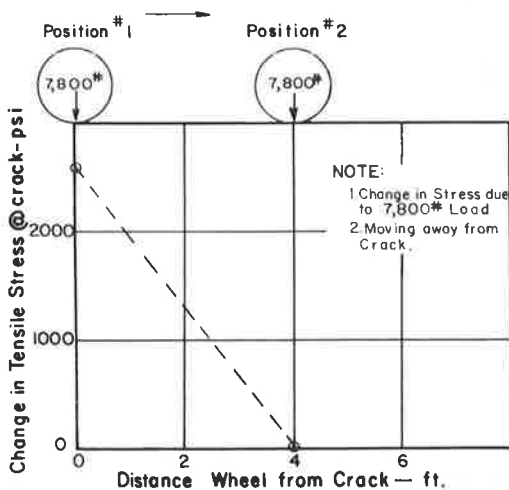 Position #1
Position #2
7,800#
7,800#
NOTE:
1 Change in Stress due
to 7,800# Load
2. Moving away from
Crack.
Change in Tensile Stress @ crack-psi
2000
1000
0
0 2 4 6
Distance Wheel from Crack — ft.